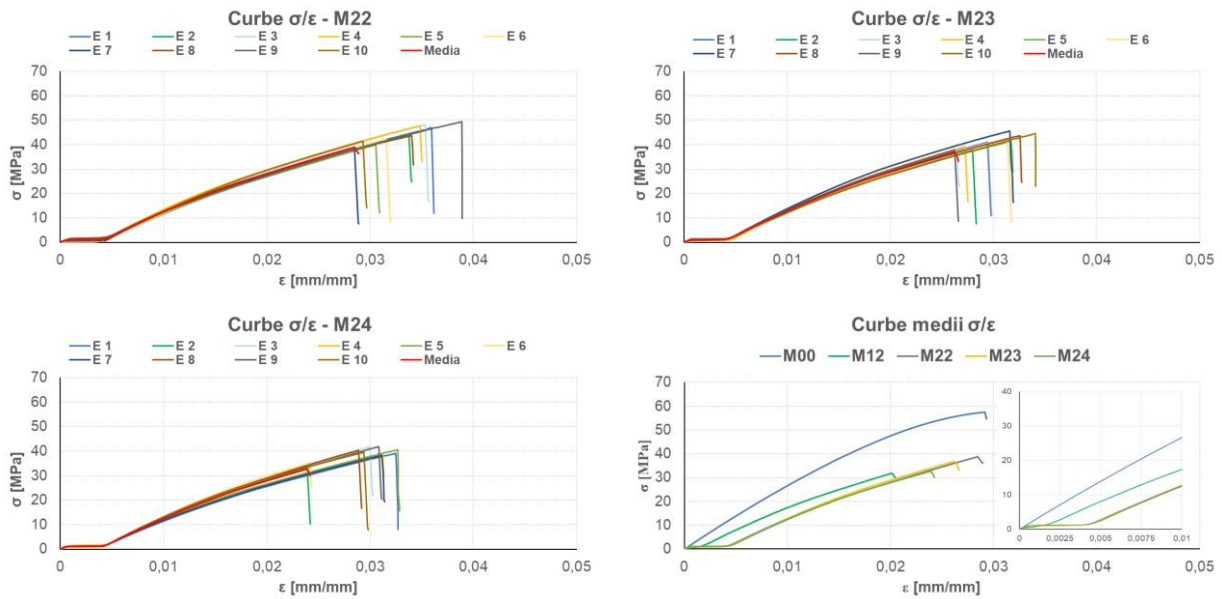 Curbe σ/ε - M22
E 1 E 2 E 3 E 4 E 5 E 6
E 7 E 8 E 9 E 10 Media
70
60
50
40
30
20
10
0
σ [MPa]
0 0,01 0,02 0,03 0,04 0,05
ε [mm/mm]
Curbe σ/ε - M23
E 1 E 2 E 3 E 4 E 5 E 6
E 7 E 8 E 9 E 10 Media
70
60
50
40
30
20
10
0
σ [MPa]
0 0,01 0,02 0,03 0,04 0,05
ε [mm/mm]
Curbe σ/ε - M24
E 1 E 2 E 3 E 4 E 5 E 6
E 7 E 8 E 9 E 10 Media
70
60
50
40
30
20
10
0
σ [MPa]
0 0,01 0,02 0,03 0,04 0,05
ε [mm/mm]
Curbe medii σ/ε
M00 M12 M22 M23 M24
70
60
50
40
30
20
10
0
σ [MPa]
0 0,01 0,02 0,03 0,04 0,05
ε [mm/mm]
40
30
20
10
0
0 0,0025 0,005 0,0075 0,01